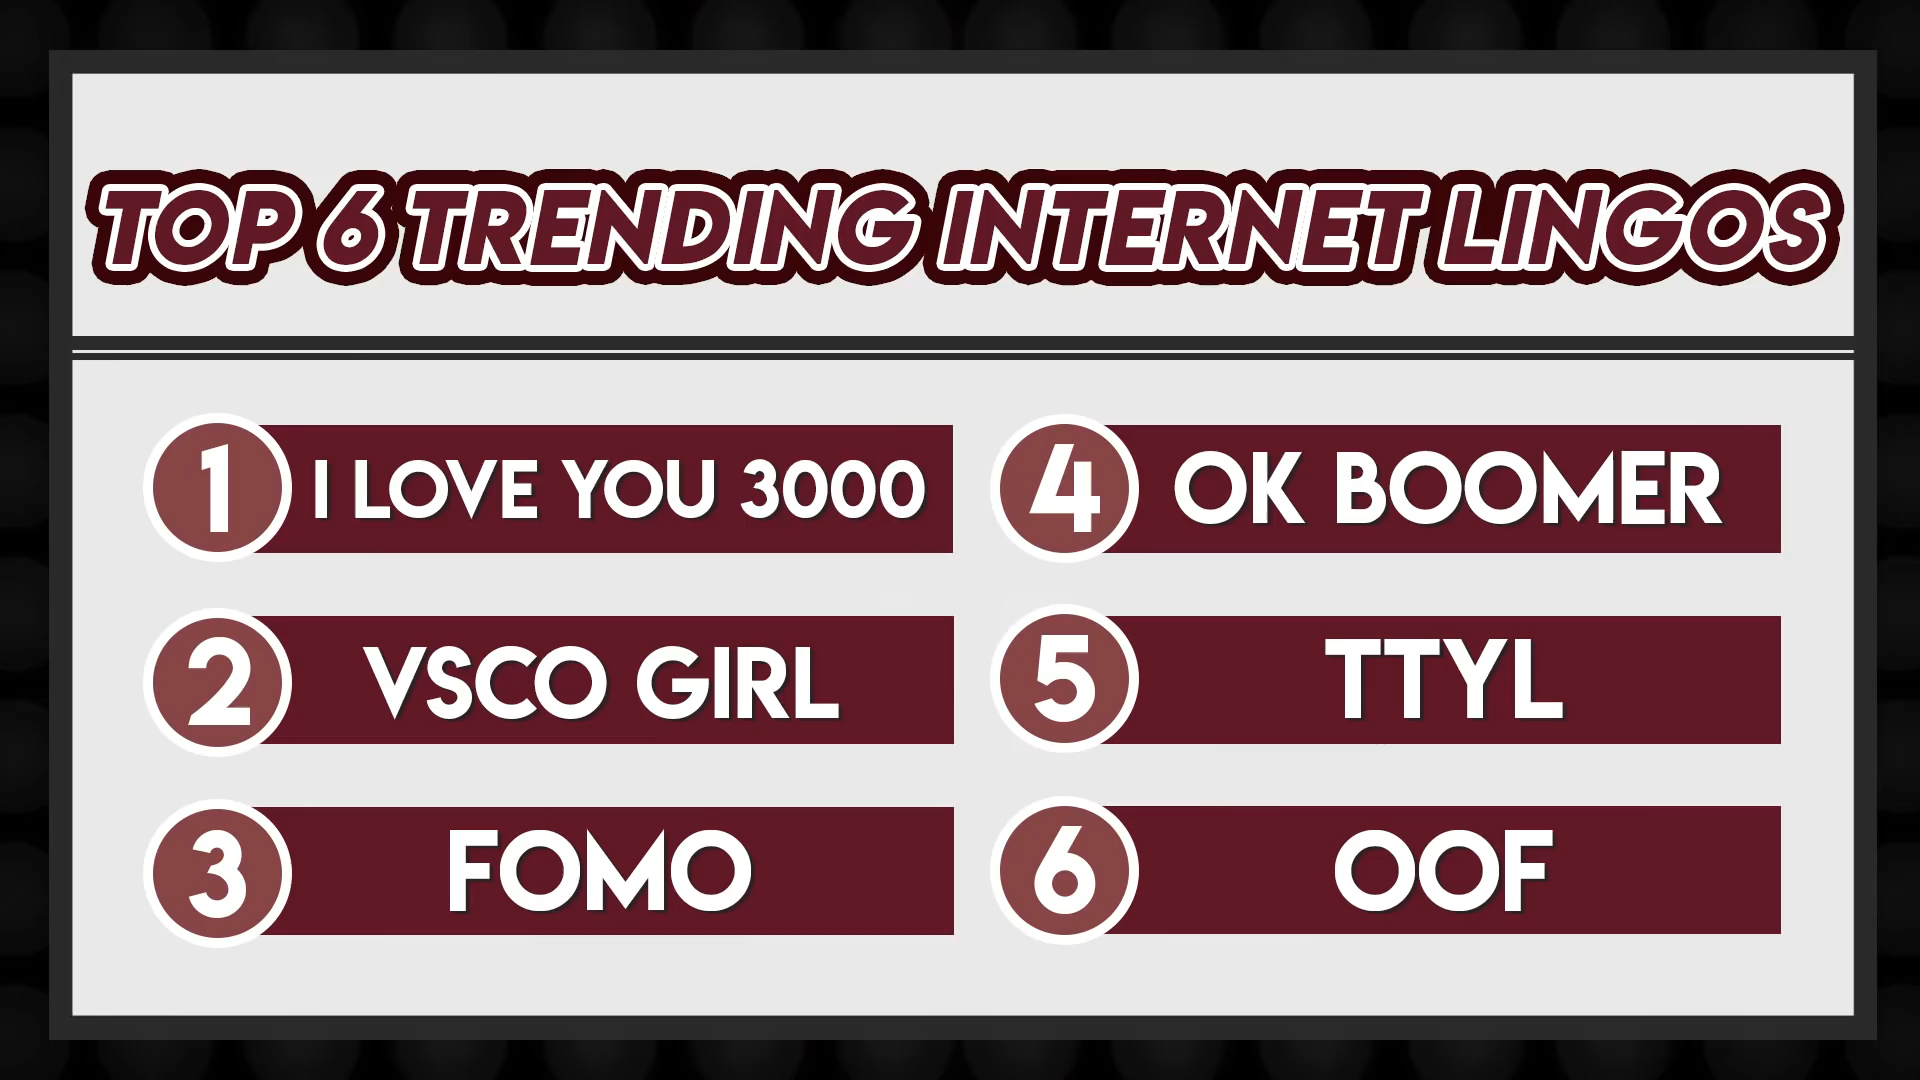 TOP 6 TRENDING INTERNET LINGOS
1 I LOVE YOU 3000
2 VSCO GIRL
3 FOMO
4 OK BOOMER
5 TTYL
6 OOF